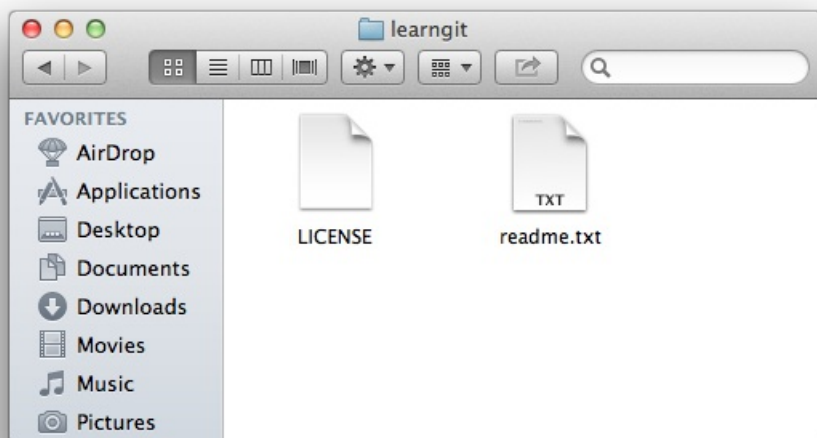 learngit
FAVORITES
AirDrop
Applications
Desktop
Documents
Downloads
Movies
Music
Pictures
TXT
LICENSE
readme.txt